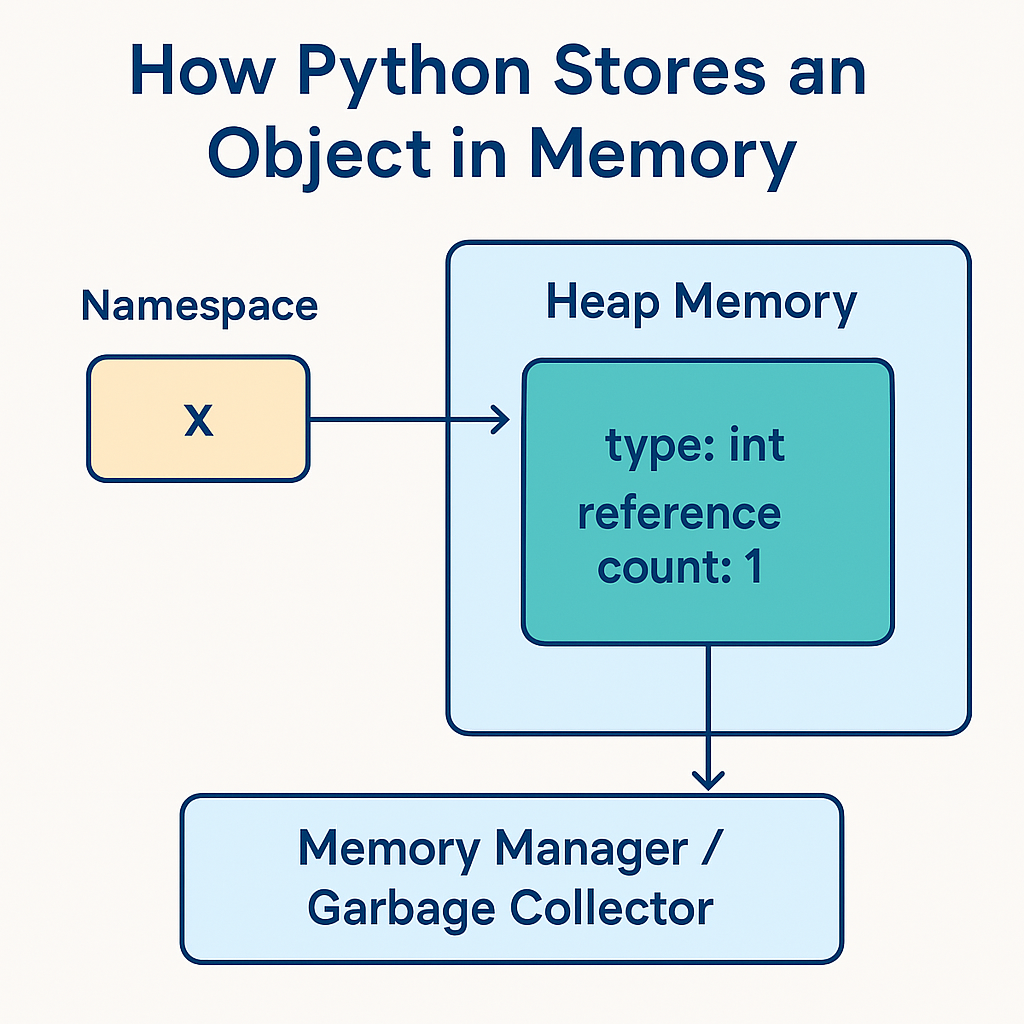 How Python Stores an
Object in Memory
Namespace
X
Heap Memory
type: int
reference
count: 1
Memory Manager /
Garbage Collector